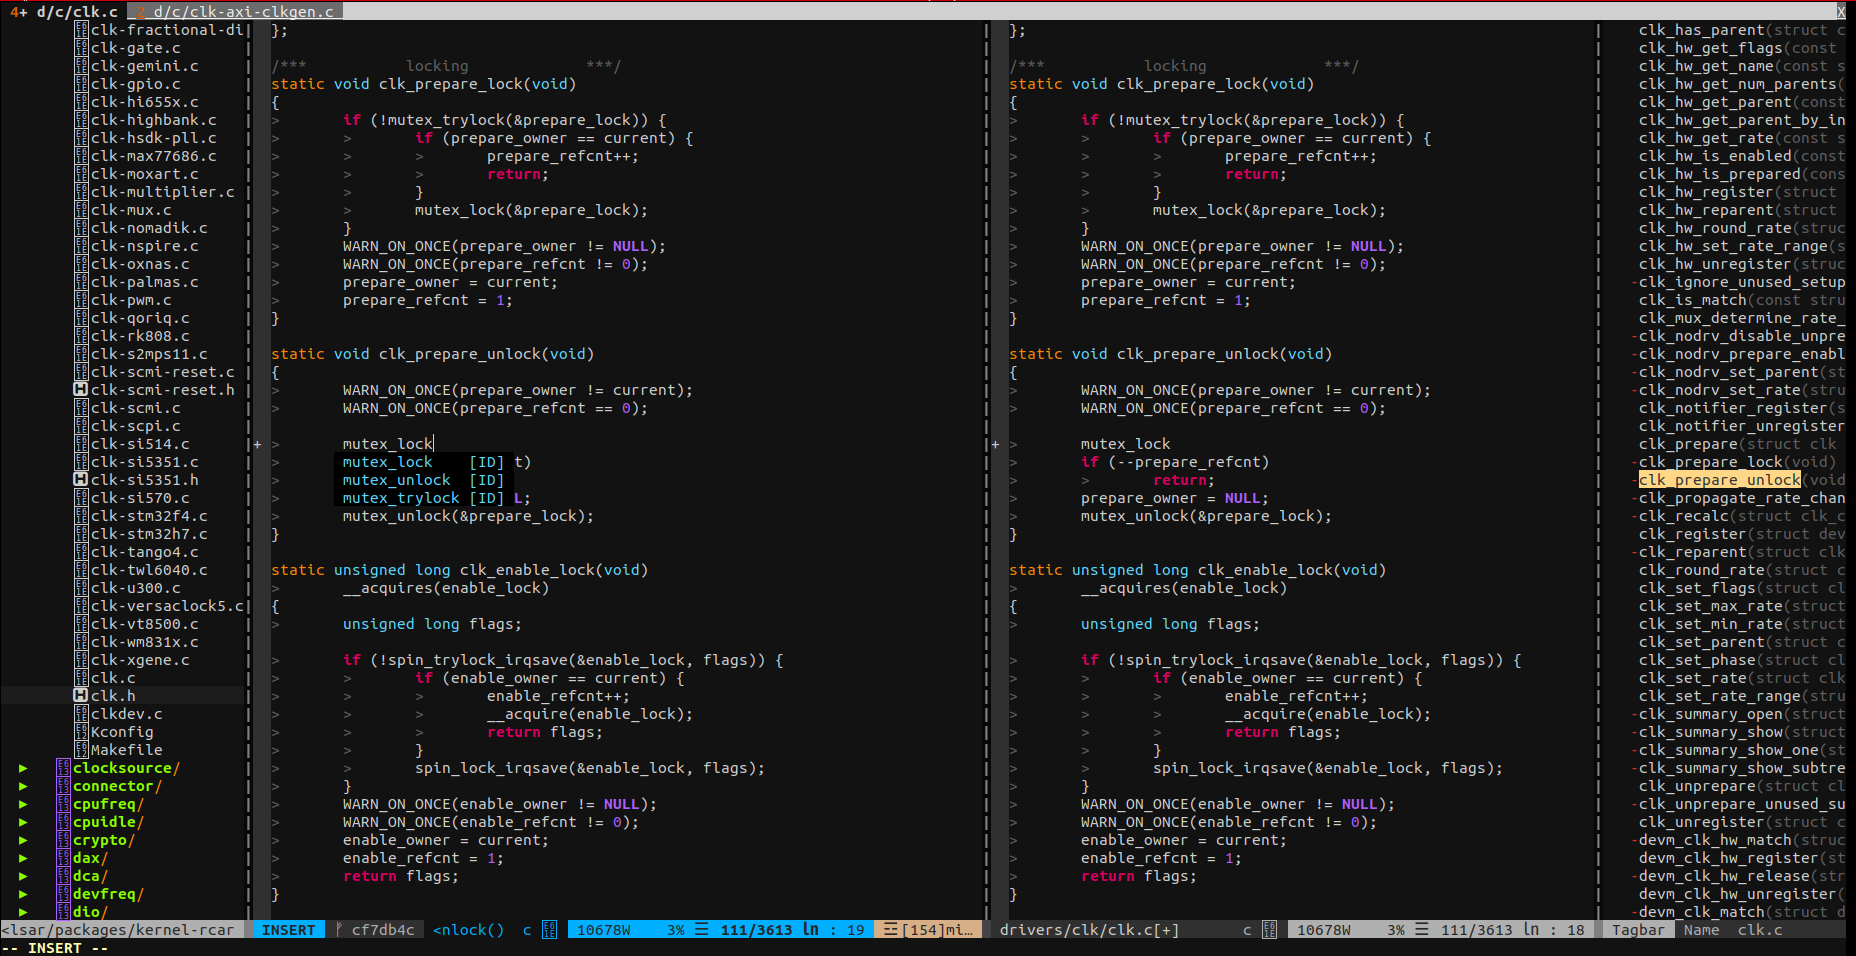 4+ d/c/clk.c  2 d/c/clk-axi-clkgen.c X
clk-fractional-di
clk-gate.c
clk-gemini.c
clk-gpio.c
clk-hi655x.c
clk-highbank.c
clk-hsdk-pll.c
clk-max77686.c
clk-moxart.c
clk-multiplier.c
clk-mux.c
clk-nomadik.c
clk-nspire.c
clk-oxnas.c
clk-palmas.c
clk-pwm.c
clk-qoriq.c
clk-rk808.c
clk-s2mps11.c
clk-scmi-reset.c
H clk-scmi-reset.h
clk-scmi.c
clk-scpi.c
clk-si514.c
clk-si5351.c
H clk-si5351.h
clk-si570.c
clk-stm32f4.c
clk-stm32h7.c
clk-tango4.c
clk-twl6040.c
clk-u300.c
clk-versaclock5.c
clk-vt8500.c
clk-wm831x.c
clk-xgene.c
clk.c
H clk.h
clkdev.c
Kconfig
Makefile
▶ clocksource/
▶ connector/
▶ cpufreq/
▶ cpuidle/
▶ crypto/
▶ dax/
▶ dca/
▶ devfreq/
▶ dio/
<lsar/packages/kernel-rcar
};
/***           locking             ***/
static void clk_prepare_lock(void)
{
>       if (!mutex_trylock(&prepare_lock)) {
>       >       if (prepare_owner == current) {
>       >       >       prepare_refcnt++;
>       >       >       return;
>       >       }
>       >       mutex_lock(&prepare_lock);
>       }
>       WARN_ON_ONCE(prepare_owner != NULL);
>       WARN_ON_ONCE(prepare_refcnt != 0);
>       prepare_owner = current;
>       prepare_refcnt = 1;
}
static void clk_prepare_unlock(void)
{
>       WARN_ON_ONCE(prepare_owner != current);
>       WARN_ON_ONCE(prepare_refcnt == 0);
+ >       mutex_lock
>       mutex_lock    [ID] t)
>       mutex_unlock  [ID]
>       mutex_trylock [ID] L;
>       mutex_unlock(&prepare_lock);
}
static unsigned long clk_enable_lock(void)
>       __acquires(enable_lock)
{
>       unsigned long flags;
>       if (!spin_trylock_irqsave(&enable_lock, flags)) {
>       >       if (enable_owner == current) {
>       >       >       enable_refcnt++;
>       >       >       __acquire(enable_lock);
>       >       >       return flags;
>       >       }
>       >       spin_lock_irqsave(&enable_lock, flags);
>       }
>       WARN_ON_ONCE(enable_owner != NULL);
>       WARN_ON_ONCE(enable_refcnt != 0);
>       enable_owner = current;
>       enable_refcnt = 1;
>       return flags;
}
INSERT cf7db4c <nlock() c 10678W 3% ☰ 111/3613 ln : 19 ☲[154]mi…
};
/***           locking             ***/
static void clk_prepare_lock(void)
{
>       if (!mutex_trylock(&prepare_lock)) {
>       >       if (prepare_owner == current) {
>       >       >       prepare_refcnt++;
>       >       >       return;
>       >       }
>       >       mutex_lock(&prepare_lock);
>       }
>       WARN_ON_ONCE(prepare_owner != NULL);
>       WARN_ON_ONCE(prepare_refcnt != 0);
>       prepare_owner = current;
>       prepare_refcnt = 1;
}
static void clk_prepare_unlock(void)
{
>       WARN_ON_ONCE(prepare_owner != current);
>       WARN_ON_ONCE(prepare_refcnt == 0);
+ >       mutex_lock
>       if (--prepare_refcnt)
>       >       return;
>       prepare_owner = NULL;
>       mutex_unlock(&prepare_lock);
}
static unsigned long clk_enable_lock(void)
>       __acquires(enable_lock)
{
>       unsigned long flags;
>       if (!spin_trylock_irqsave(&enable_lock, flags)) {
>       >       if (enable_owner == current) {
>       >       >       enable_refcnt++;
>       >       >       __acquire(enable_lock);
>       >       >       return flags;
>       >       }
>       >       spin_lock_irqsave(&enable_lock, flags);
>       }
>       WARN_ON_ONCE(enable_owner != NULL);
>       WARN_ON_ONCE(enable_refcnt != 0);
>       enable_owner = current;
>       enable_refcnt = 1;
>       return flags;
}
drivers/clk/clk.c[+] c 10678W 3% ☰ 111/3613 ln : 18
clk_has_parent(struct c
clk_hw_get_flags(const
clk_hw_get_name(const s
clk_hw_get_num_parents(
clk_hw_get_parent(const
clk_hw_get_parent_by_in
clk_hw_get_rate(const s
clk_hw_is_enabled(const
clk_hw_is_prepared(cons
clk_hw_register(struct
clk_hw_reparent(struct
clk_hw_round_rate(struc
clk_hw_set_rate_range(s
clk_hw_unregister(struc
-clk_ignore_unused_setup
clk_is_match(const stru
clk_mux_determine_rate_
-clk_nodrv_disable_unpre
-clk_nodrv_prepare_enabl
-clk_nodrv_set_parent(st
-clk_nodrv_set_rate(stru
clk_notifier_register(s
clk_notifier_unregister
clk_prepare(struct clk
-clk_prepare_lock(void)
-clk_prepare_unlock(void
-clk_propagate_rate_chan
-clk_recalc(struct clk_c
clk_register(struct dev
-clk_reparent(struct clk
clk_round_rate(struct c
-clk_set_flags(struct cl
clk_set_max_rate(struct
clk_set_min_rate(struct
clk_set_parent(struct c
clk_set_phase(struct cl
clk_set_rate(struct clk
clk_set_rate_range(stru
-clk_summary_open(struct
-clk_summary_show(struct
-clk_summary_show_one(st
-clk_summary_show_subtre
clk_unprepare(struct cl
-clk_unprepare_unused_su
clk_unregister(struct c
-devm_clk_hw_match(struc
devm_clk_hw_register(st
-devm_clk_hw_release(str
devm_clk_hw_unregister(
-devm_clk_match(struct d
Tagbar Name clk.c
-- INSERT --